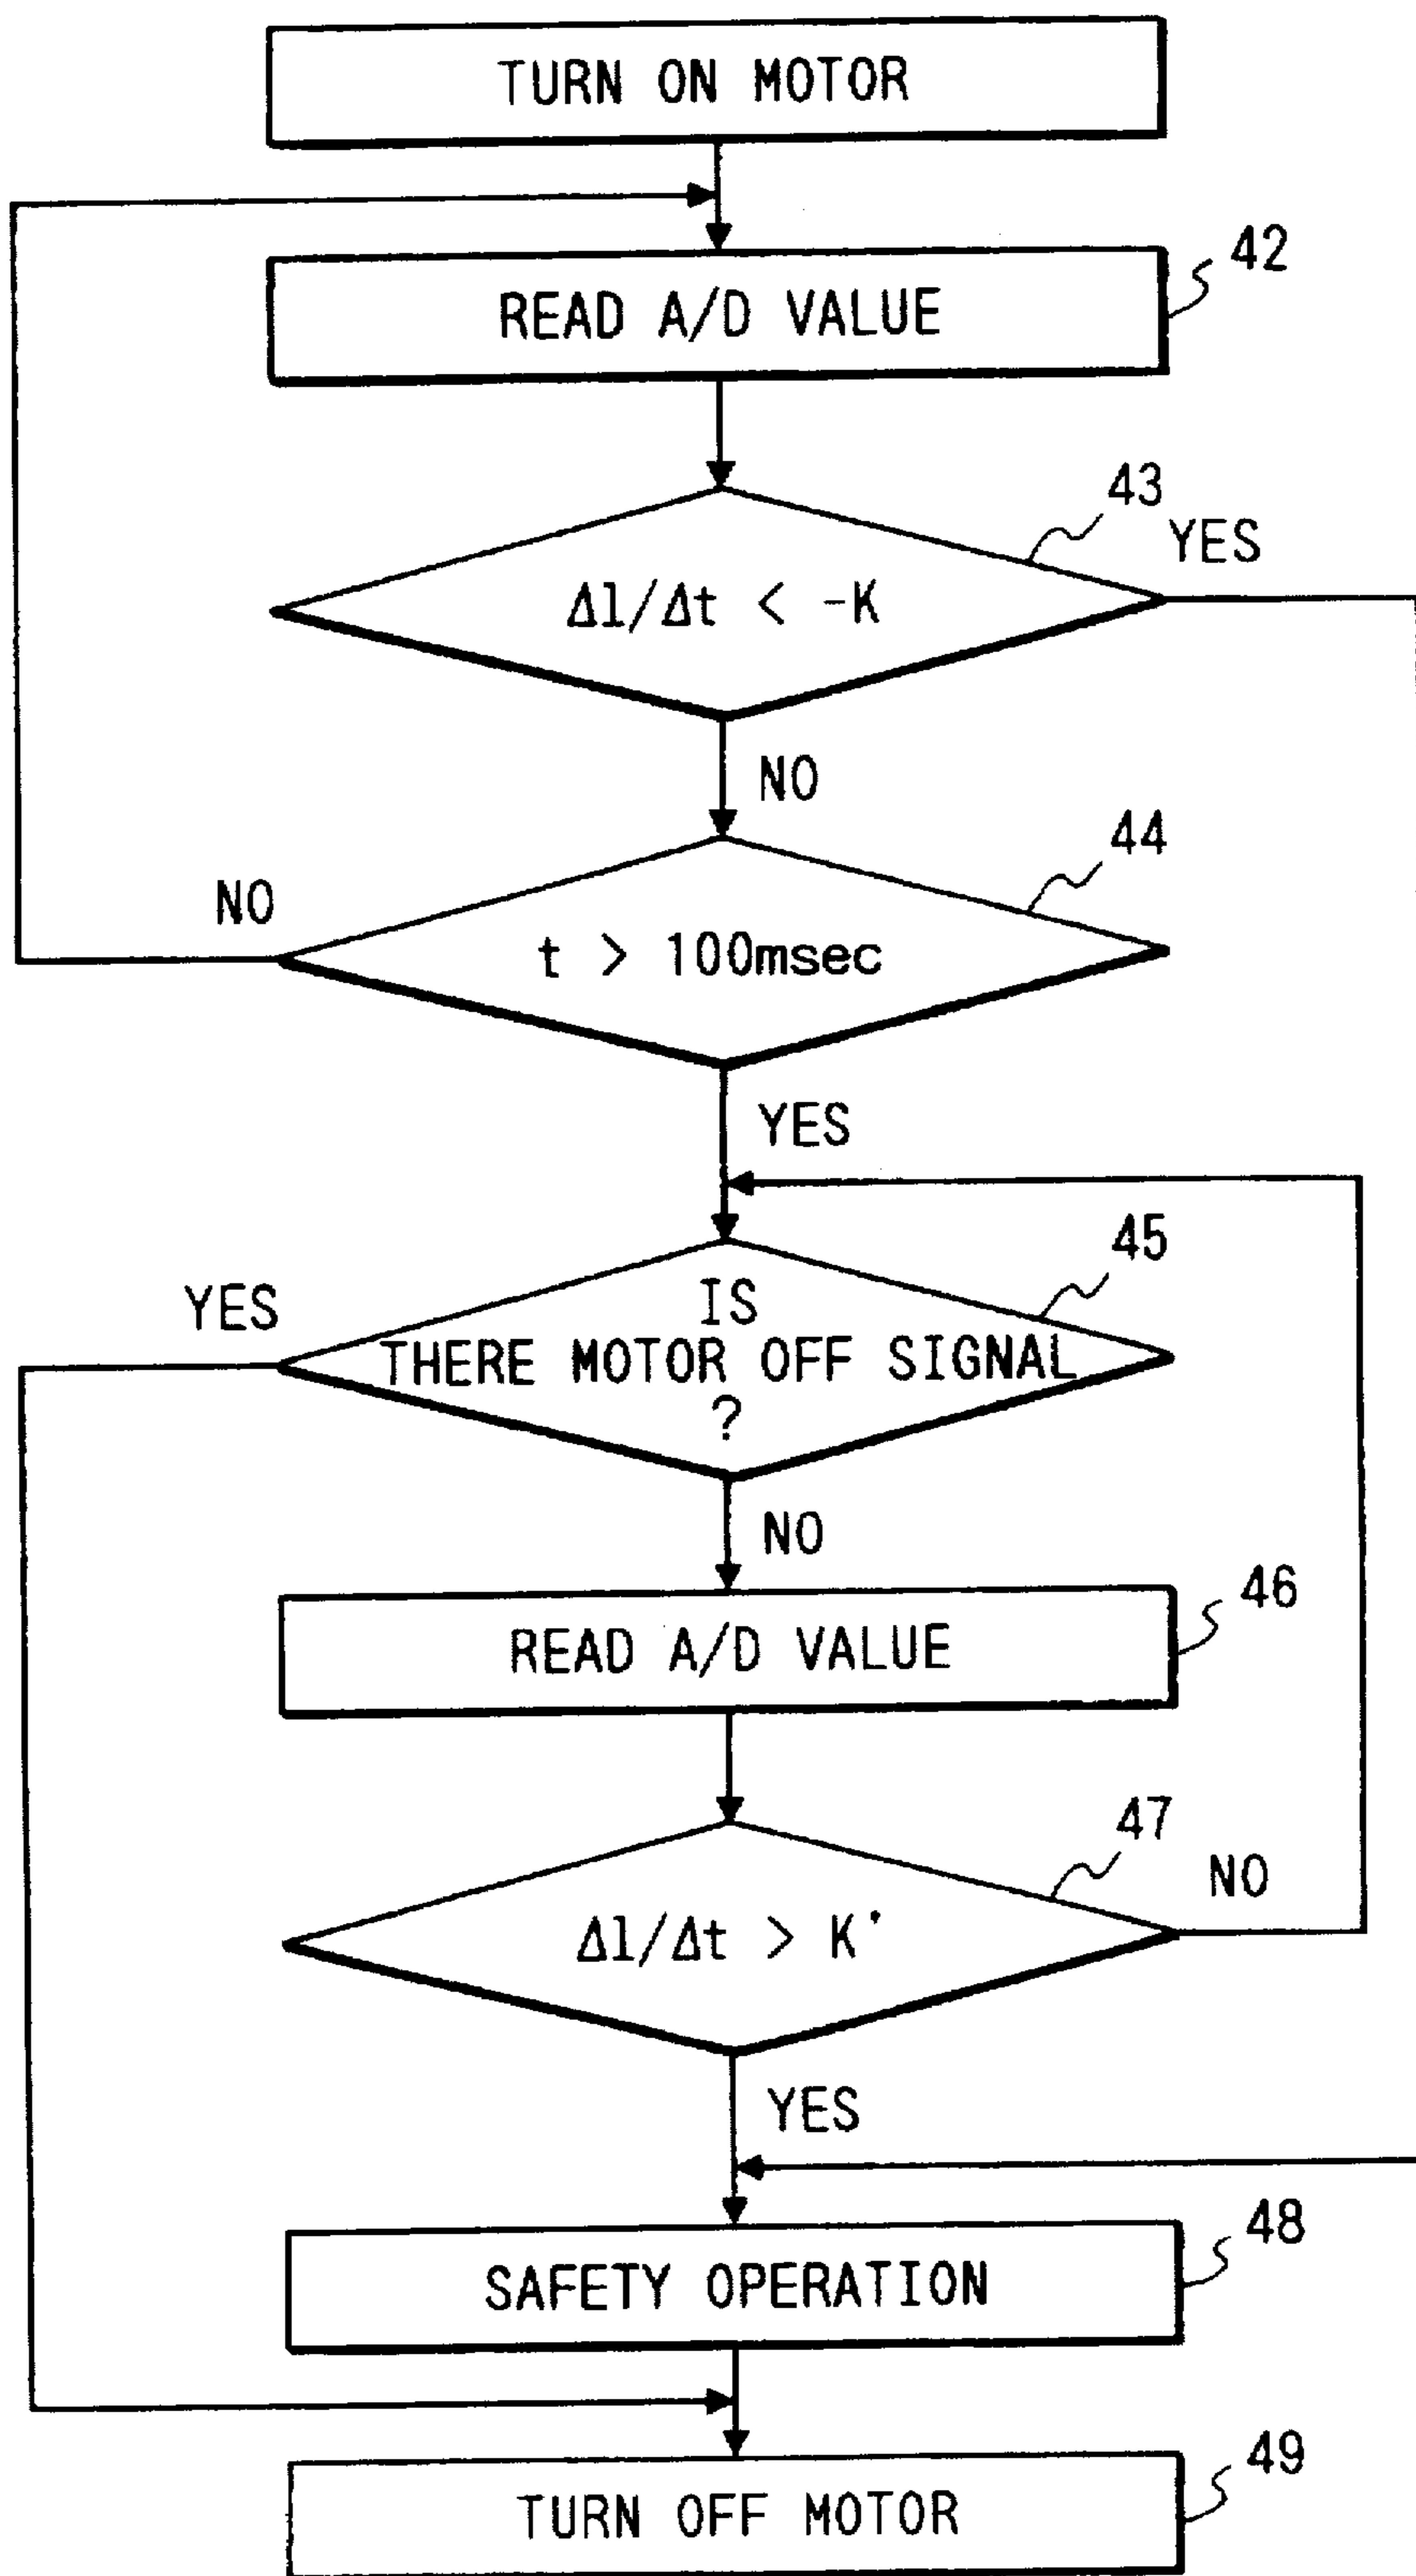 TURN ON MOTOR
READ A/D VALUE
42
43
YES
Δl/Δt < -K
NO
44
NO
t > 100msec
YES
45
YES
IS
THERE MOTOR OFF SIGNAL
?
NO
46
READ A/D VALUE
47
NO
Δl/Δt > K'
YES
48
SAFETY OPERATION
49
TURN OFF MOTOR